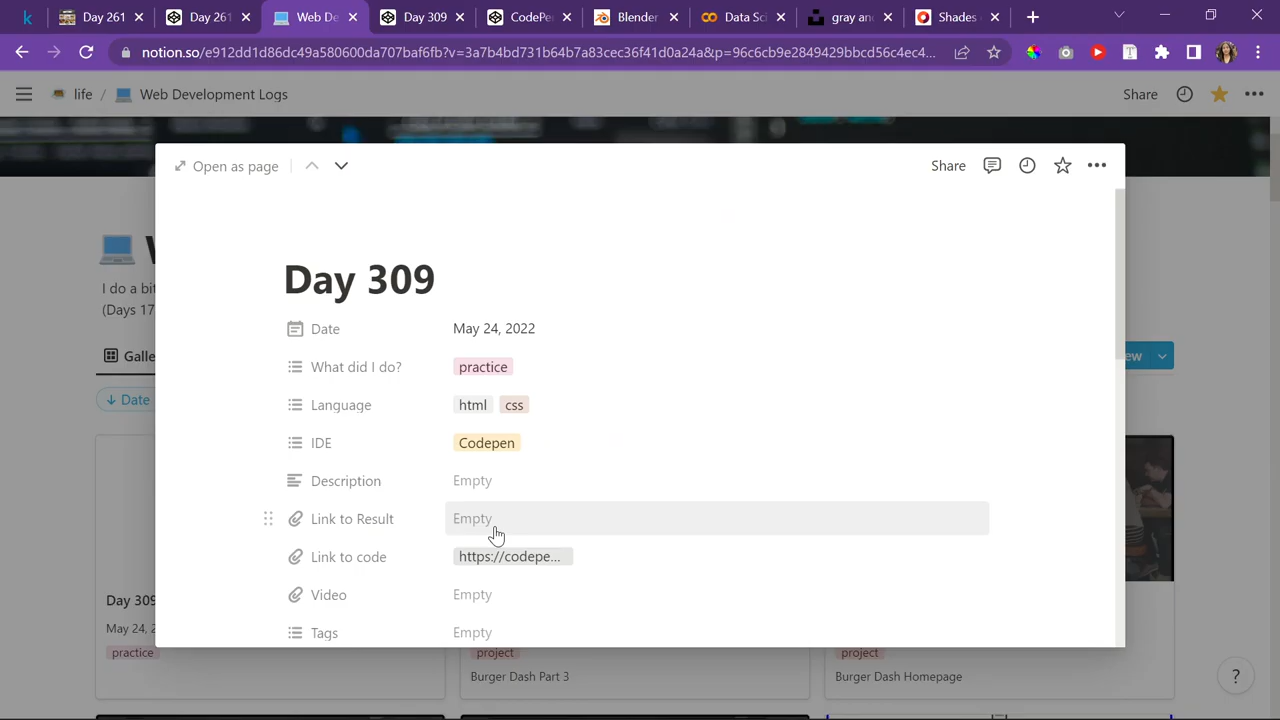 Day 261
Day 261
Web De
Day 309
CodePe
Blender
Data Sci
gray an
Shades
notion.so/e912dd1d86dc49a580600da707baf6fb?v=3a7b4bd731b64b7a83cec36f41d0a24a&p=96c6cb9e2849429bbcd56c4ec4...
life / Web Development Logs
Share
Open as page
Share
W
Day 309
I do a bit
(Days 17
Date May 24, 2022
Galle
What did I do? practice
ew
Date
Language html css
IDE Codepen
Description Empty
Link to Result Empty
Link to code https://codepe...
Video Empty
Tags Empty
Day 309
May 24, 2
practice
project
Burger Dash Part 3
project
Burger Dash Homepage
?